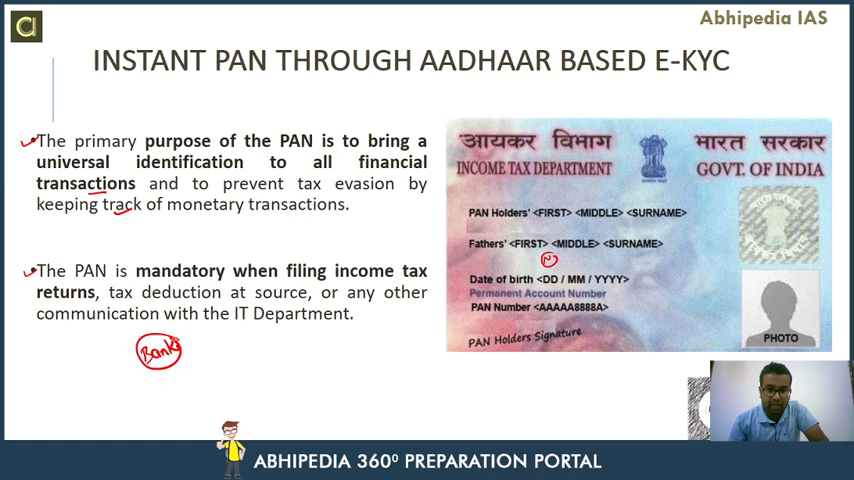 Abhipedia IAS
INSTANT PAN THROUGH AADHAAR BASED E-KYC
The primary purpose of the PAN is to bring a
universal identification to all financial
transactions and to prevent tax evasion by
keeping track of monetary transactions.
The PAN is mandatory when filing income tax
returns, tax deduction at source, or any other
communication with the IT Department.
Bank
आयकर विभाग
भारत सरकार
INCOME TAX DEPARTMENT
GOVT. OF INDIA
PAN Holders' <FIRST> <MIDDLE> <SURNAME>
Fathers' <FIRST> <MIDDLE> <SURNAME>
N
Date of birth <DD / MM / YYYY>
Permanent Account Number
PAN Number <AAAAA8888A>
PAN Holders Signature
PHOTO
ABHIPEDIA 360⁰ PREPARATION PORTAL